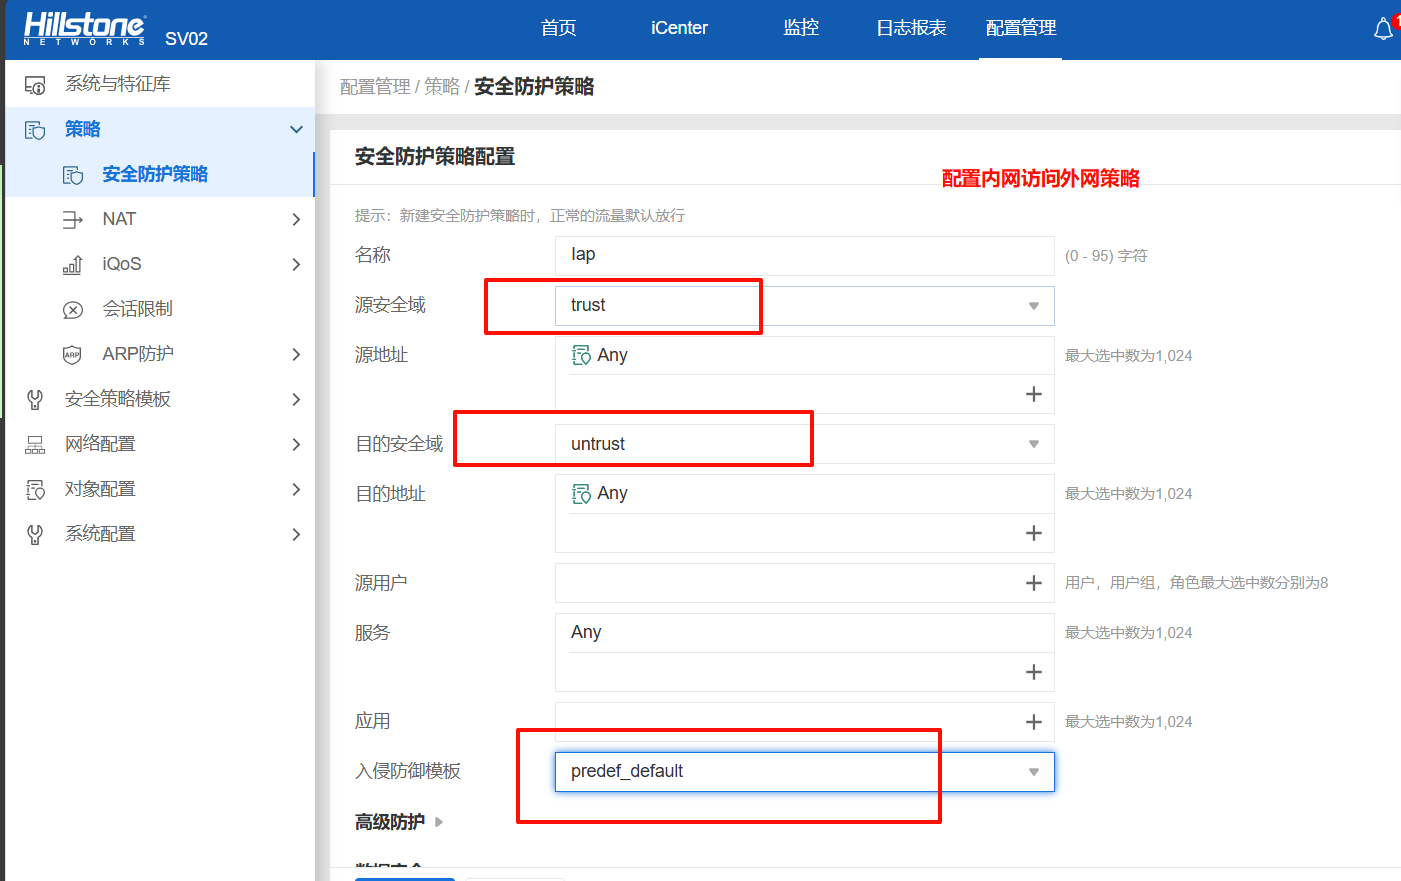 Hillstone
NETWORKS
SV02
首页
iCenter
监控
日志报表
配置管理
1
系统与特征库
策略
安全防护策略
NAT
iQoS
会话限制
ARP
ARP防护
安全策略模板
网络配置
对象配置
系统配置
配置管理 / 策略 / 安全防护策略
安全防护策略配置
配置内网访问外网策略
提示：新建安全防护策略时，正常的流量默认放行
名称
(0 - 95) 字符
源安全域
trust
源地址
Any
最大选中数为1,024
目的安全域
untrust
目的地址
Any
最大选中数为1,024
源用户
用户，用户组，角色最大选中数分别为8
服务
Any
最大选中数为1,024
应用
最大选中数为1,024
入侵防御模板
predef_default
高级防护
数据安全